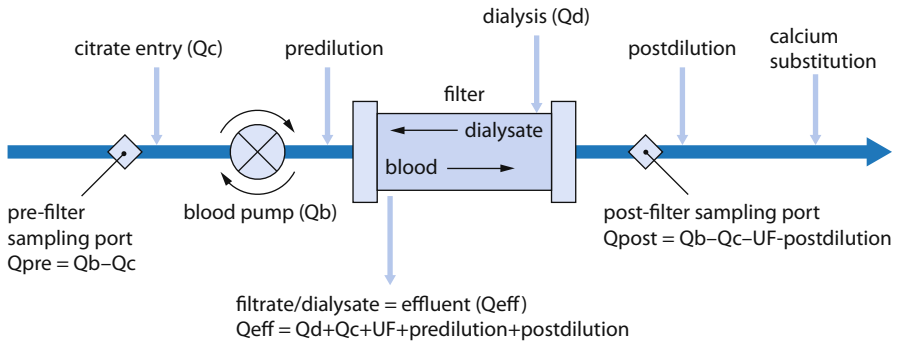 citrate entry (Qc)
predilution
dialysis (Qd)
postdilution
calcium
substitution
filter
dialysate
blood
pre-filter
sampling port
Qpre = Qb–Qc
blood pump (Qb)
post-filter sampling port
Qpost = Qb–Qc–UF-postdilution
filtrate/dialysate = effluent (Qeff)
Qeff = Qd+Qc+UF+predilution+postdilution